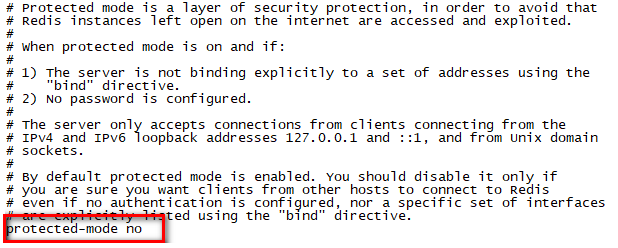 # Protected mode is a layer of security protection, in order to avoid that
# Redis instances left open on the internet are accessed and exploited.
#
# When protected mode is on and if:
#
# 1) The server is not binding explicitly to a set of addresses using the
#    "bind" directive.
# 2) No password is configured.
#
# The server only accepts connections from clients connecting from the
# IPv4 and IPv6 loopback addresses 127.0.0.1 and ::1, and from Unix domain
# sockets.
#
# By default protected mode is enabled. You should disable it only if
# you are sure you want clients from other hosts to connect to Redis
# even if no authentication is configured, nor a specific set of interfaces
# are explicitly listed using the "bind" directive.
protected-mode no